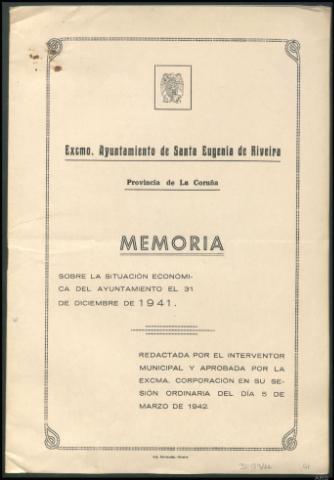 Excmo. Ayuntamiento de Santa Eugenia de Riveira
Provincia de La Coruña
MEMORIA
SOBRE LA SITUACIÓN ECONÓMI-
CA DEL AYUNTAMIENTO EL 31
DE DICIEMBRE DE 1941.
REDACTADA POR EL INTERVENTOR
MUNICIPAL Y APROBADA POR LA
EXCMA. CORPORACIÓN EN SU SE-
SIÓN ORDINARIA DEL DÍA 5 DE
MARZO DE 1942